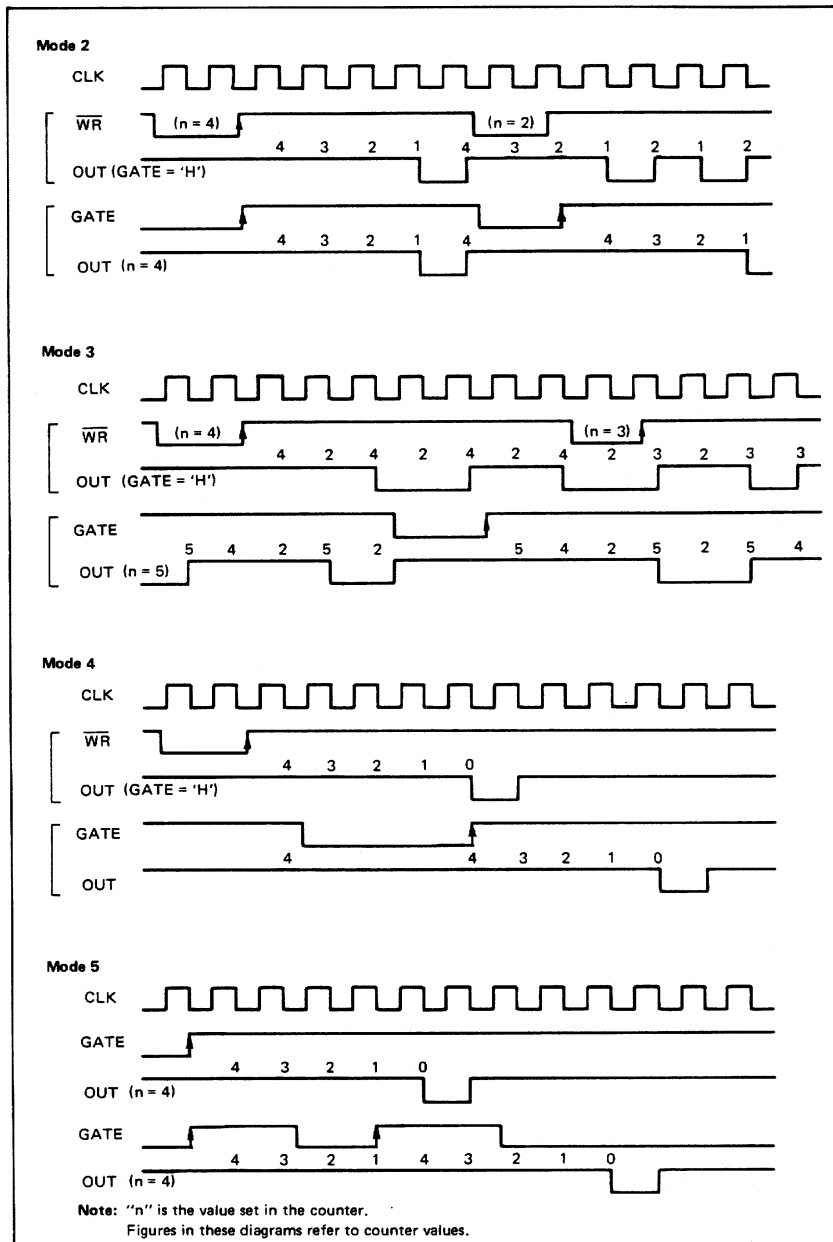 Mode 2
CLK
WR (n = 4) (n = 2)
4 3 2 1 4 3 2 1 2 1 2
OUT (GATE = 'H')
GATE
4 3 2 1 4 4 3 2 1
OUT (n = 4)
Mode 3
CLK
WR (n = 4) (n = 3)
4 2 4 2 4 2 4 2 3 2 3 3
OUT (GATE = 'H')
GATE
5 4 2 5 2 5 4 2 5 2 5 4
OUT (n = 5)
Mode 4
CLK
WR
4 3 2 1 0
OUT (GATE = 'H')
GATE
4 4 3 2 1 0
OUT
Mode 5
CLK
GATE
4 3 2 1 0
OUT (n = 4)
GATE
4 3 2 1 4 3 2 1 0
OUT (n = 4)
Note: "n" is the value set in the counter.
Figures in these diagrams refer to counter values.